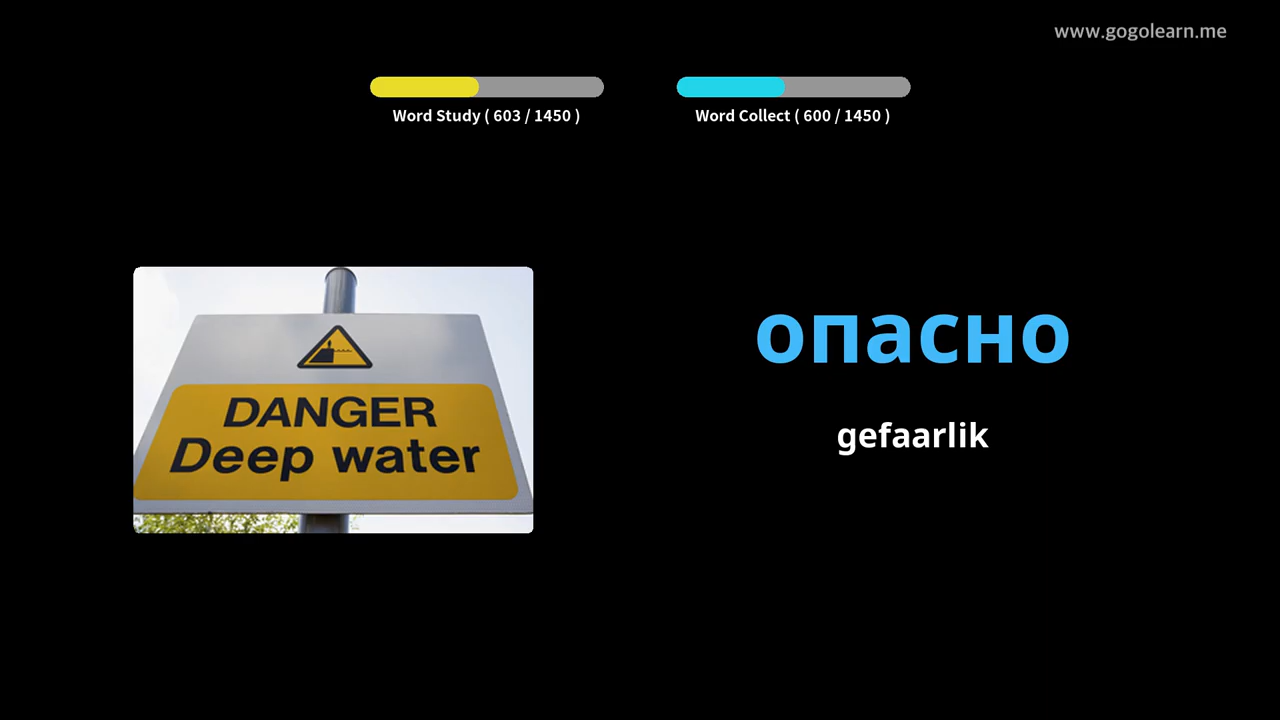 www.gogolearn.me
Word Study ( 603 / 1450 )
Word Collect ( 600 / 1450 )
DANGER
Deep water
опасно
gefaarlik